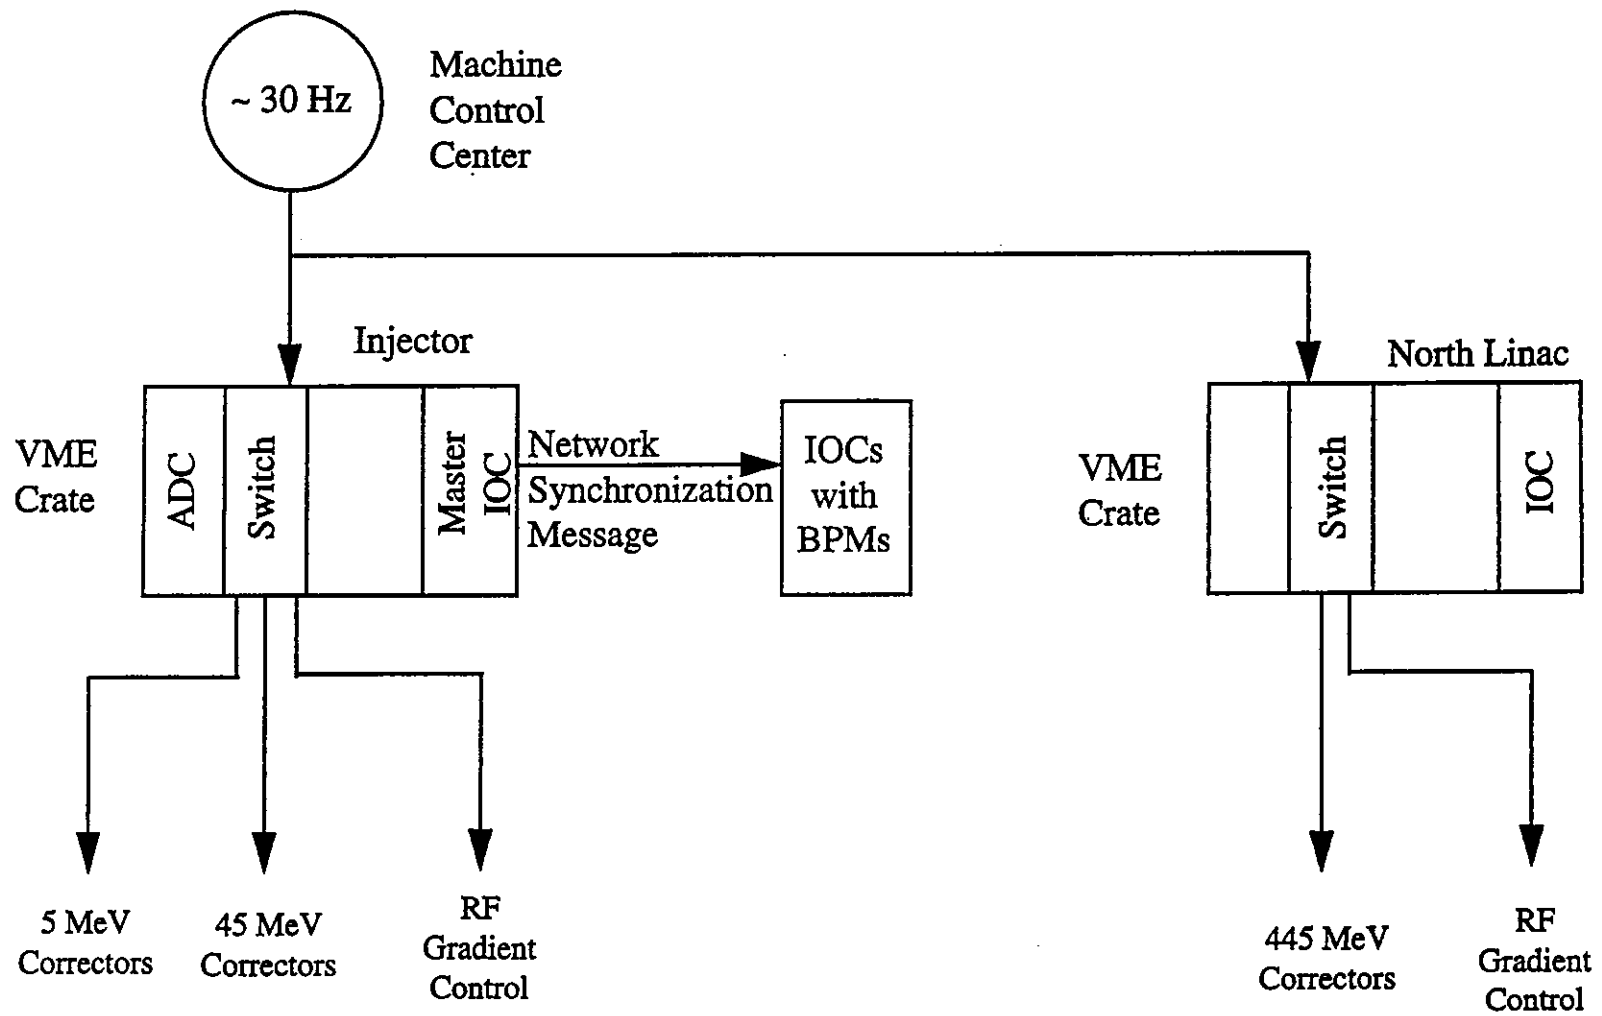 ~ 30 Hz
Machine
Control
Center
Injector
North Linac
VME
Crate
ADC
Switch
Master
IOC
Network
Synchronization
Message
IOCs
with
BPMs
VME
Crate
Switch
IOC
5 MeV
Correctors
45 MeV
Correctors
RF
Gradient
Control
445 MeV
Correctors
RF
Gradient
Control